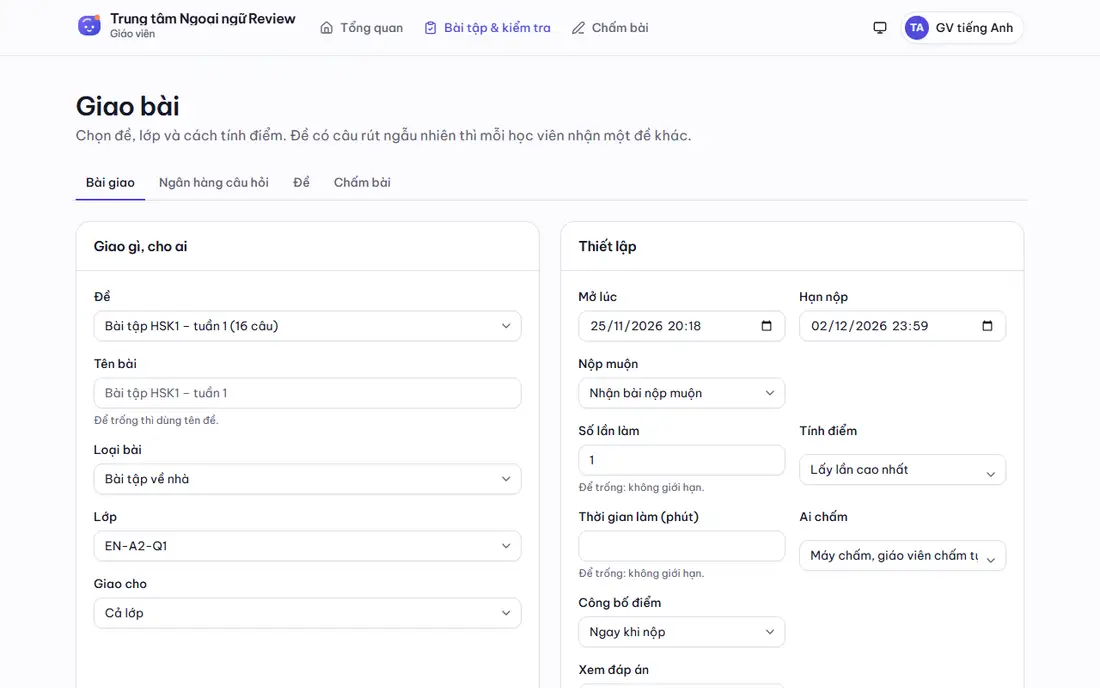 Trung tâm Ngoại ngữ Review
Giáo viên
Tổng quan
Bài tập & kiểm tra
Chấm bài
TA
GV tiếng Anh
Giao bài
Chọn đề, lớp và cách tính điểm. Đề có câu rút ngẫu nhiên thì mỗi học viên nhận một đề khác.
Bài giao
Ngân hàng câu hỏi
Đề
Chấm bài
Giao gì, cho ai
Đề
Bài tập HSK1 – tuần 1 (16 câu)
Tên bài
Bài tập HSK1 – tuần 1
Để trống thì dùng tên đề.
Loại bài
Bài tập về nhà
Lớp
EN-A2-Q1
Giao cho
Cả lớp
Thiết lập
Mở lúc
25/11/2026 20:18
Hạn nộp
02/12/2026 23:59
Nộp muộn
Nhận bài nộp muộn
Số lần làm
1
Để trống: không giới hạn.
Tính điểm
Lấy lần cao nhất
Thời gian làm (phút)
Để trống: không giới hạn.
Ai chấm
Máy chấm, giáo viên chấm
Công bố điểm
Ngay khi nộp
Xem đáp án